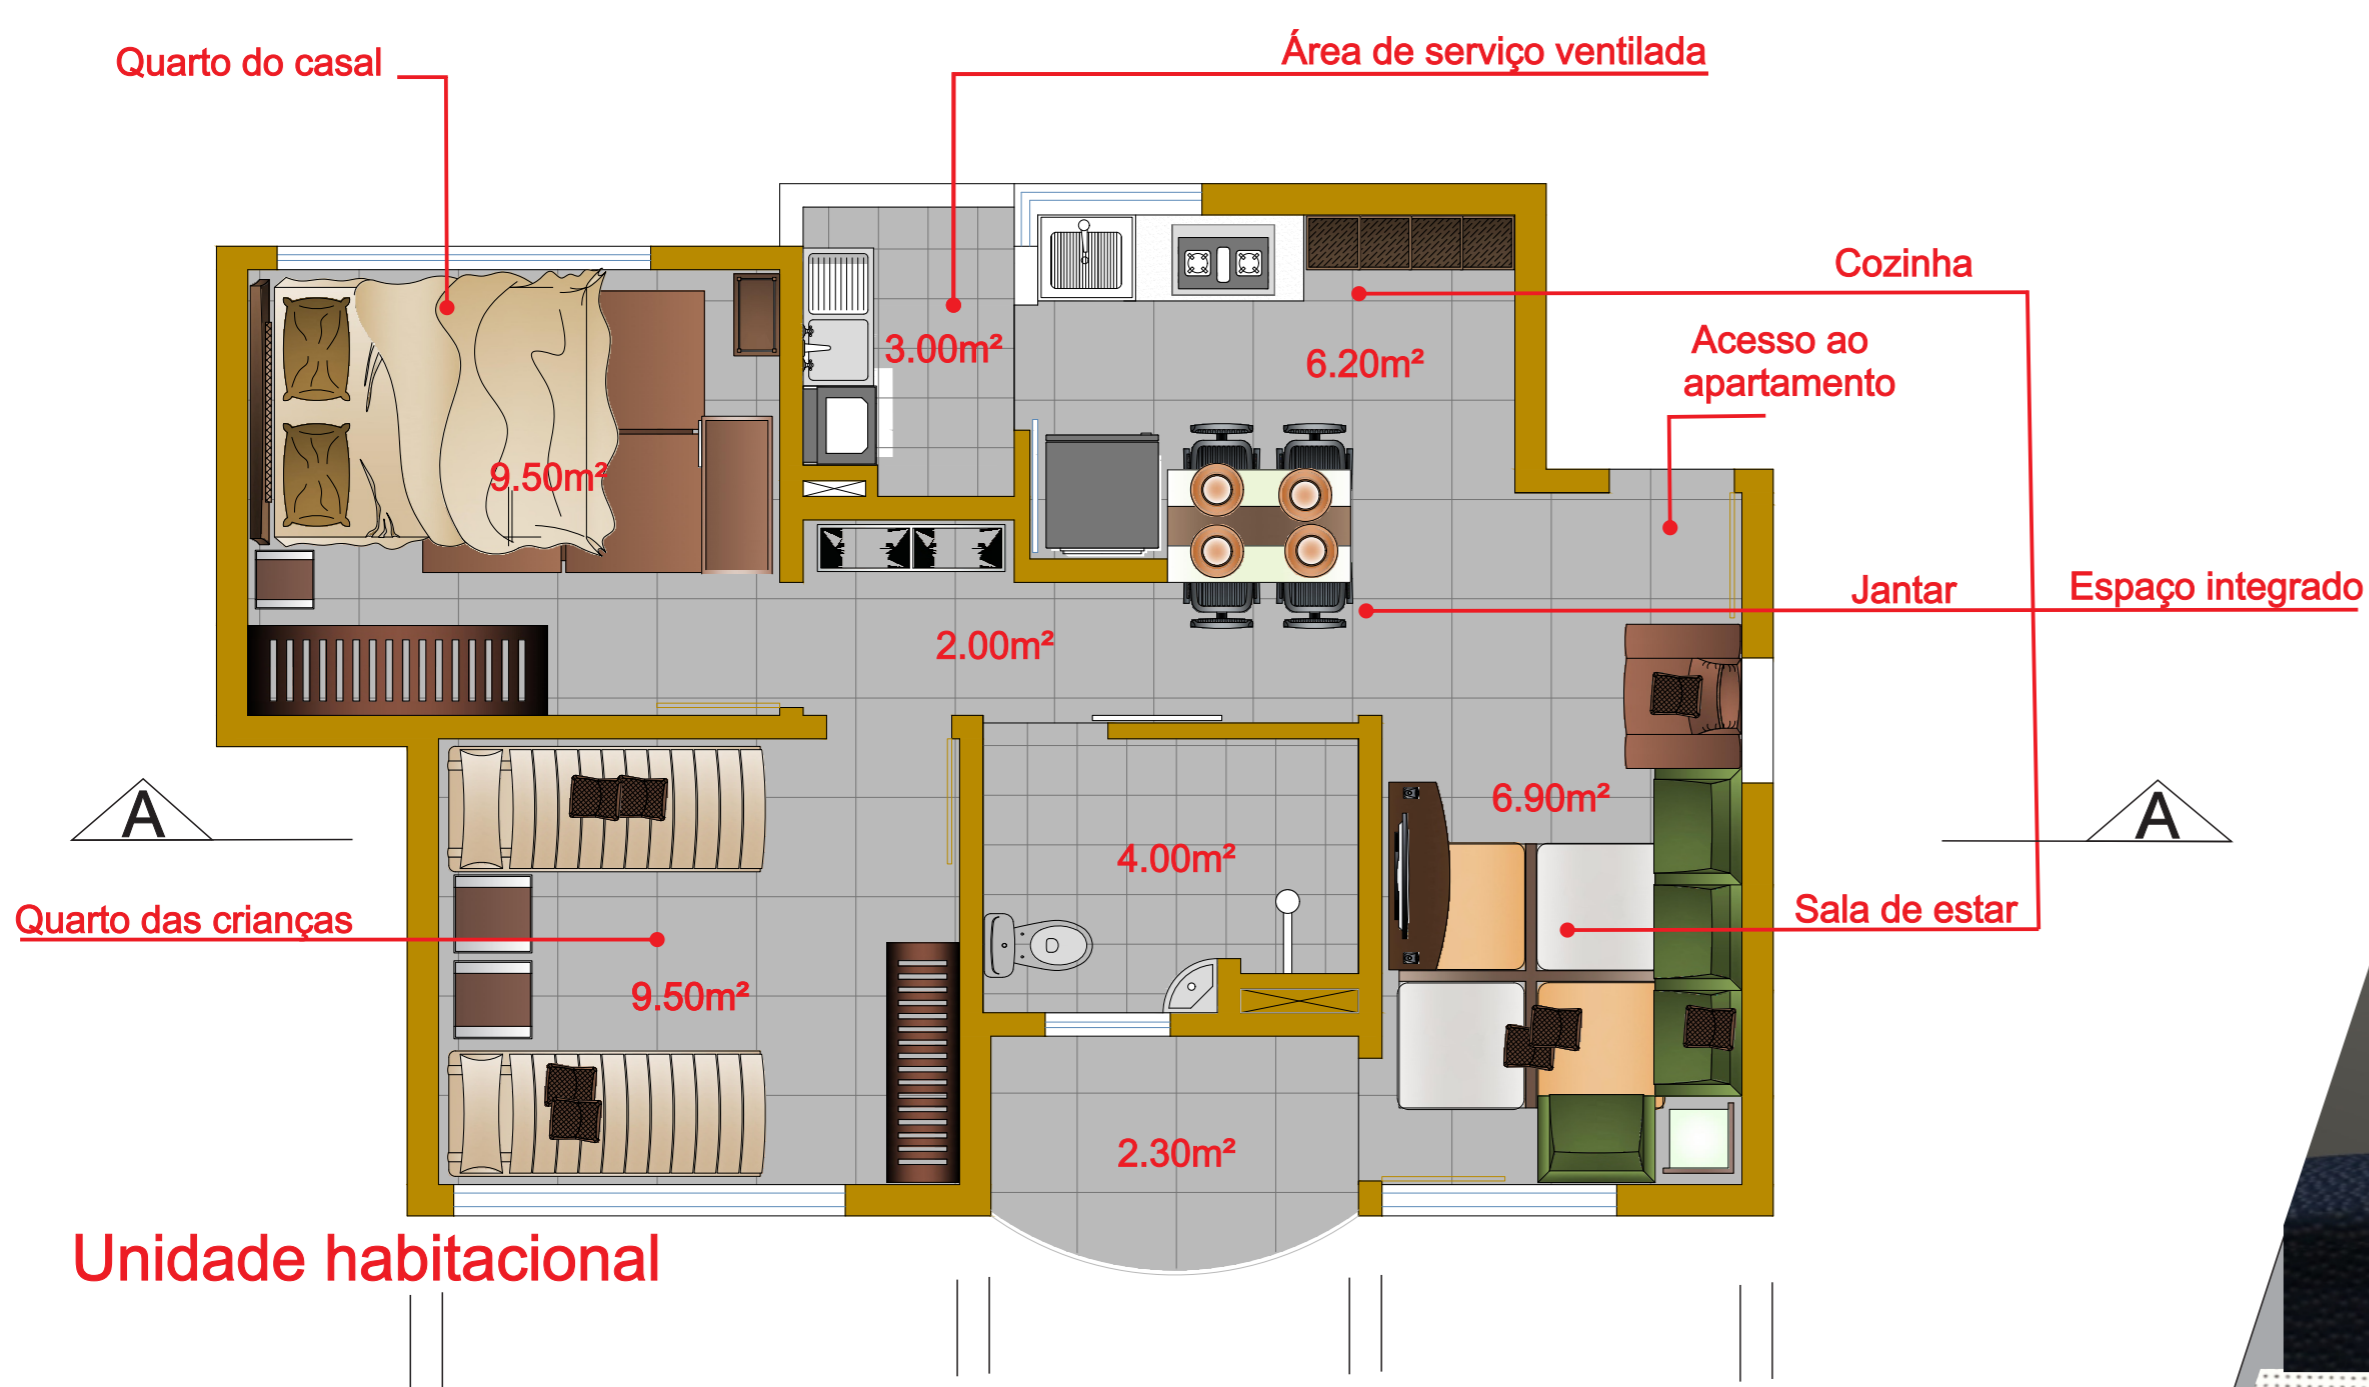 Área de serviço ventilada
Quarto do casal
Cozinha
Acesso ao
apartamento
3.00m²
6.20m²
9.50m²
Jantar
Espaço integrado
2.00m²
6.90m²
A
A
4.00m²
Quarto das crianças
Sala de estar
9.50m²
2.30m²
Unidade habitacional